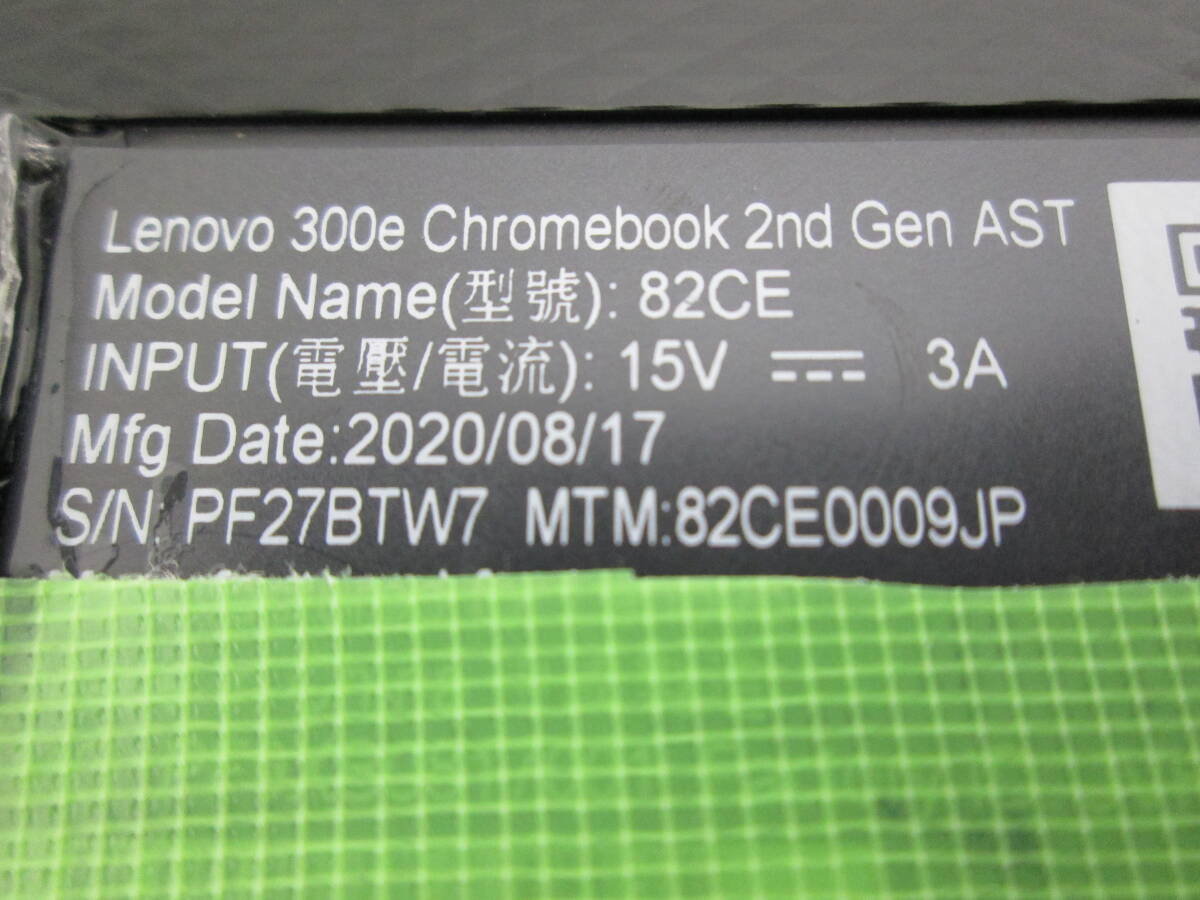 Lenovo 300e Chromebook 2nd Gen AST
Model Name(型號): 82CE
INPUT(電壓/電流): 15V ⎓ 3A
Mfg Date:2020/08/17
S/N: PF27BTW7 MTM:82CE0009JP